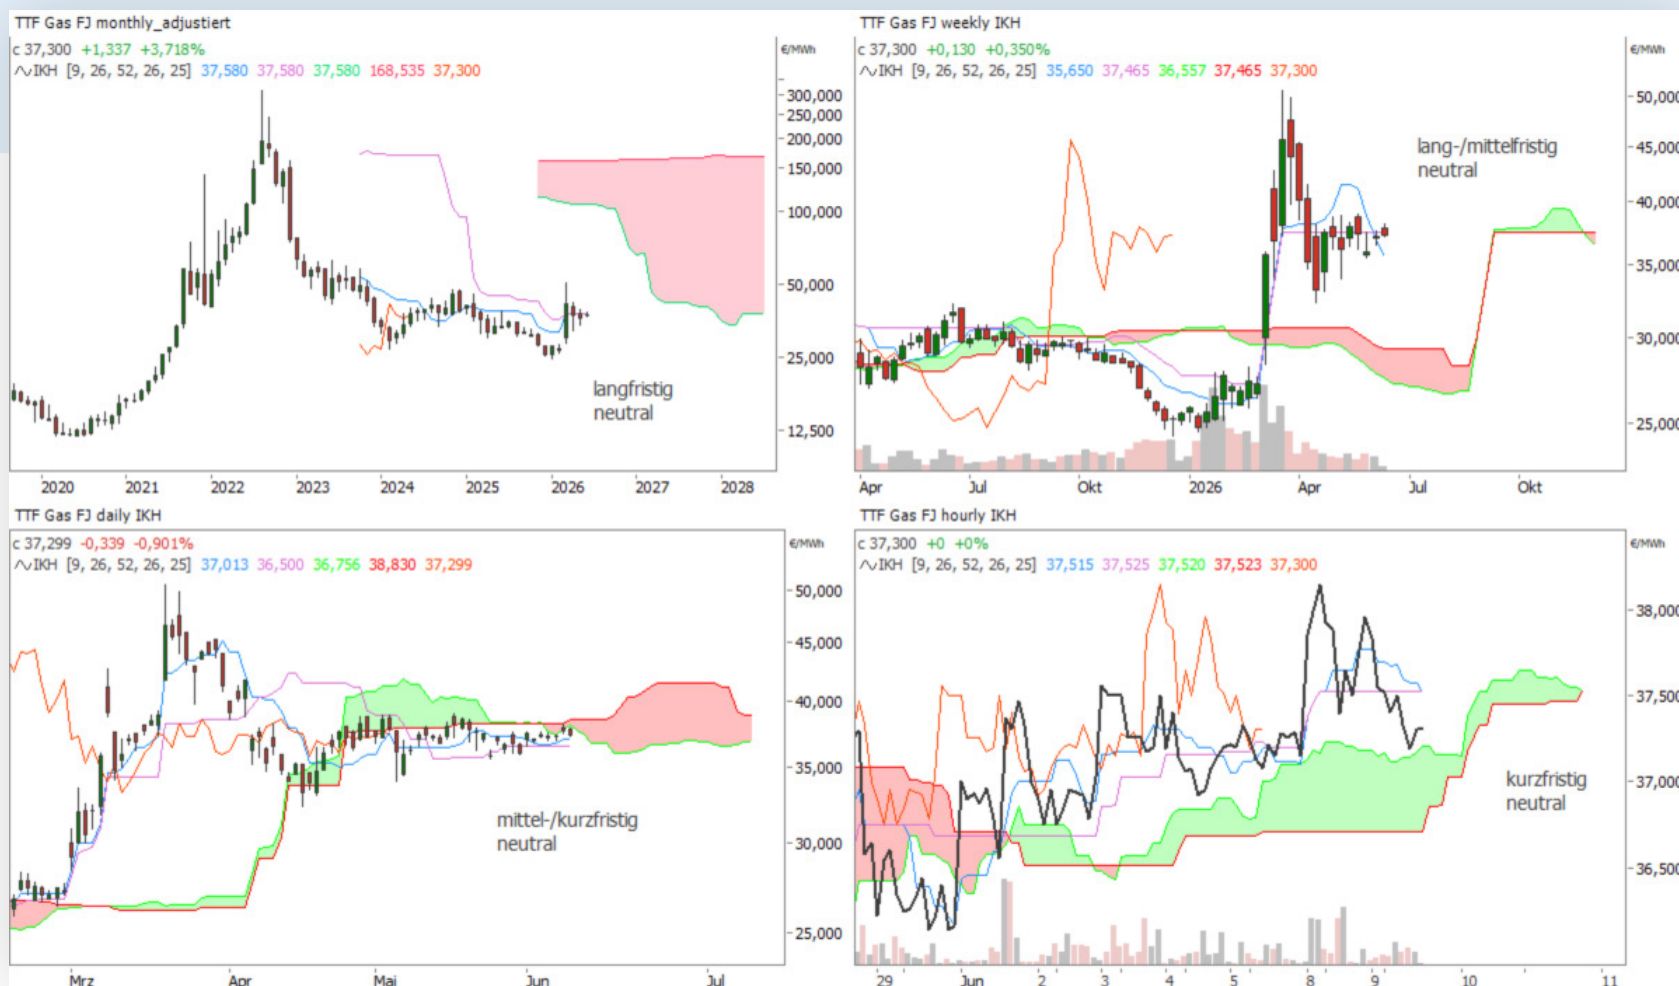 TTF Gas FJ monthly_adjustiert
c 37,300 +1,337 +3,718%
€/MWh
IKH [9, 26, 52, 26, 25] 37,580 37,580 37,580 168,535 37,300
300,000
250,000
200,000
150,000
100,000
50,000
25,000
12,500
langfristig
neutral
2020 2021 2022 2023 2024 2025 2026 2027 2028
TTF Gas FJ weekly IKH
c 37,300 +0,130 +0,350%
€/MWh
IKH [9, 26, 52, 26, 25] 35,650 37,465 36,557 37,465 37,300
50,000
45,000
40,000
35,000
30,000
25,000
lang-/mittelfristig
neutral
Apr Jul Okt 2026 Apr Jul Okt
TTF Gas FJ daily IKH
c 37,299 -0,339 -0,901%
€/MWh
IKH [9, 26, 52, 26, 25] 37,013 36,500 36,756 38,830 37,299
50,000
45,000
40,000
35,000
30,000
25,000
mittel-/kurzfristig
neutral
Mrz Apr Mai Jun Jul
TTF Gas FJ hourly IKH
c 37,300 +0 +0%
€/MWh
IKH [9, 26, 52, 26, 25] 37,515 37,525 37,520 37,523 37,300
38,000
37,500
37,000
36,500
kurzfristig
neutral
29 Jun 2 3 4 5 8 9 10 11